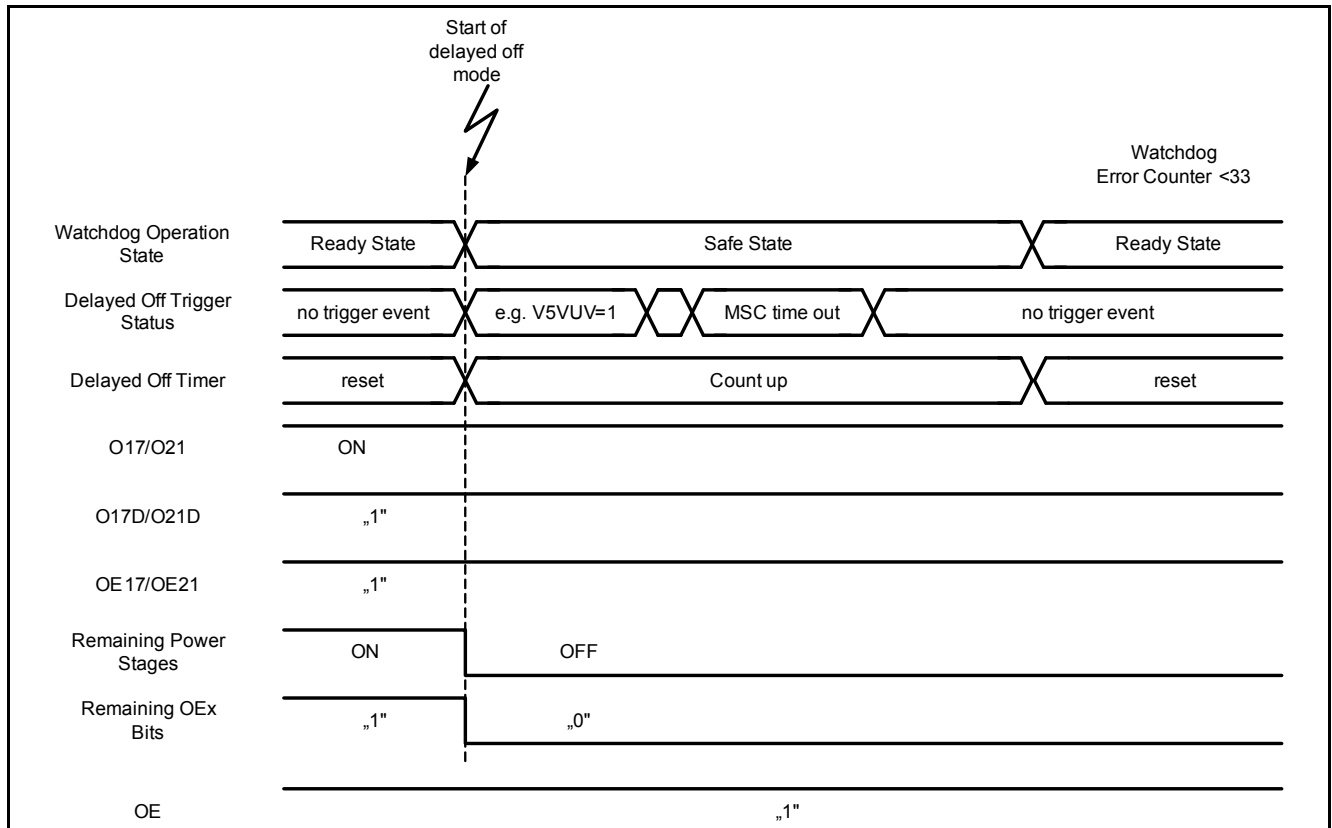 Start of
delayed off
mode
Watchdog
Error Counter <33
Watchdog Operation
State
Ready State
Safe State
Ready State
Delayed Off Trigger
Status
no trigger event
e.g. V5VUV=1
MSC time out
no trigger event
Delayed Off Timer
reset
Count up
reset
O17/O21
ON
O17D/O21D
„1"
OE17/OE21
„1"
Remaining Power
Stages
ON
OFF
Remaining OEx
Bits
„1"
„0"
OE
„1"